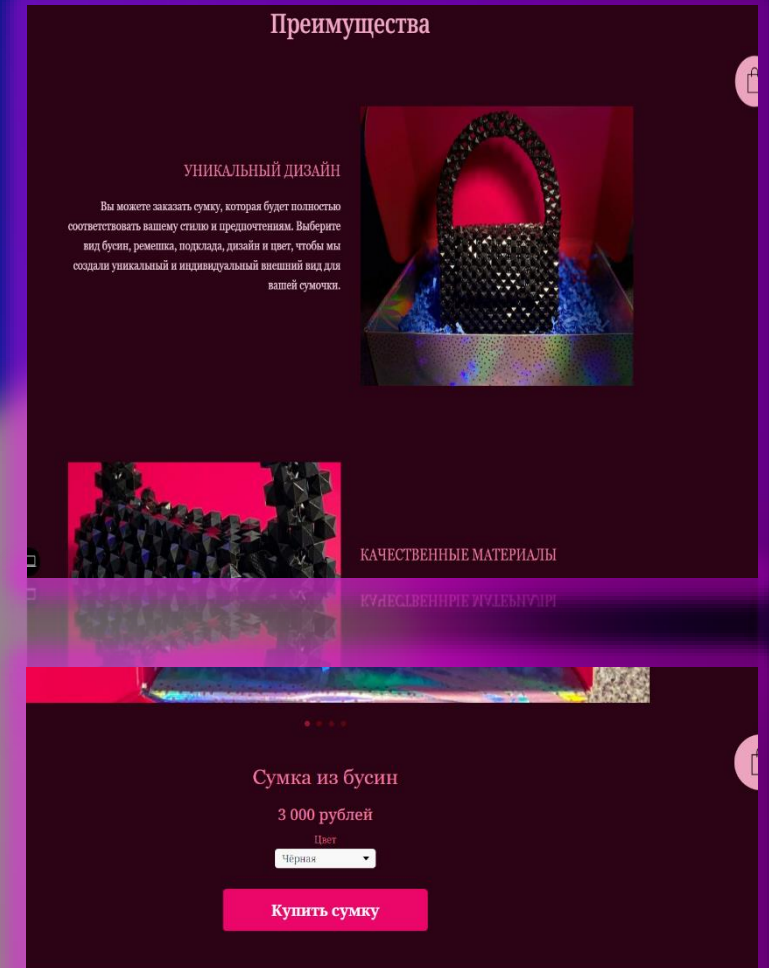 Преимущества
УНИКАЛЬНЫЙ ДИЗАЙН
Вы можете заказать сумку, которая будет полностью
соответствовать вашему стилю и предпочтениям. Выберите
вид бусин, ремешка, подклада, дизайн и цвет, чтобы мы
создали уникальный и индивидуальный внешний вид для
вашей сумочки.
КАЧЕСТВЕННЫЕ МАТЕРИАЛЫ
КАЧЕСТВЕННЫЕ МАТЕРИАЛЫ
Сумка из бусин
3 000 рублей
Цвет
Чёрная
Купить сумку